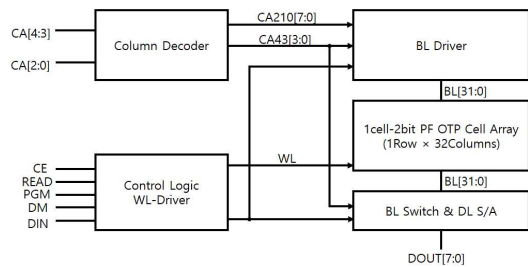 CA210[7:0]
CA[4:3]
Column Decoder
CA43[3:0]
BL Driver
CA[2:0]
BL[31:0]
1cell-2bit PF OTP Cell Array
(1Row × 32Columns)
CE
WL
READ
Control Logic
PGM
WL-Driver
BL[31:0]
DM
BL Switch & DL S/A
DIN
DOUT[7:0]